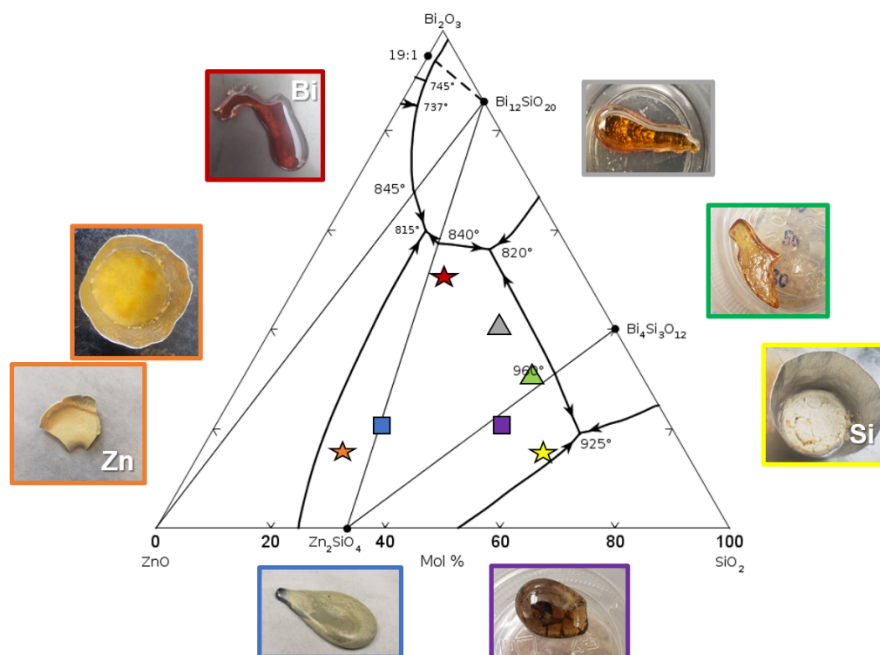 Bi₂O₃
19:1
Bi
745°
Bi₁₂SiO₂₀
737°
845°
815°
840°
820°
Bi₄Si₃O₁₂
960°
925°
Zn
Si
0
20
Zn₂SiO₄
40
60
80
100
ZnO
Mol %
SiO₂